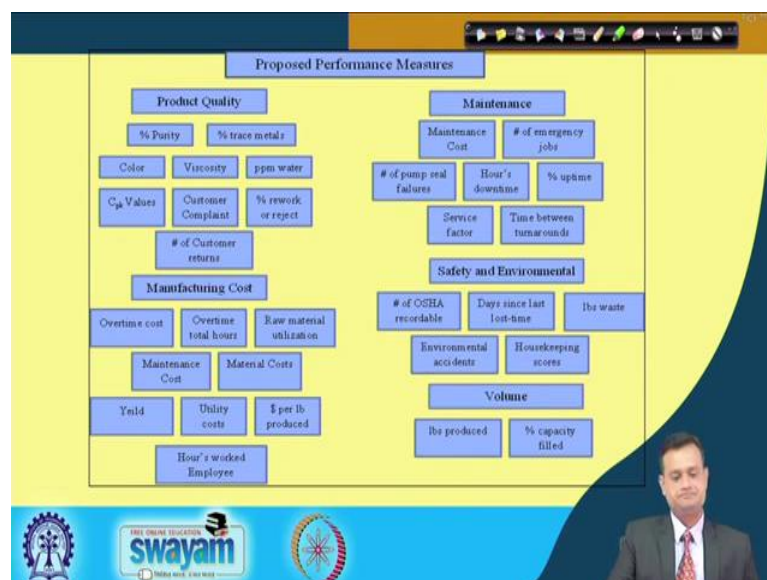 Proposed Performance Measures
Product Quality
% Purity
% trace metals
Color
Viscosity
ppm water
Cpk Values
Customer
Complaint
% rework
or reject
# of Customer
returns
Manufacturing Cost
Overtime cost
Overtime
total hours
Raw material
utilization
Maintenance
Cost
Material Costs
Yeild
Utility
costs
$ per lb
produced
Hour's worked
Employee
Maintenance
Maintenance
Cost
# of emergency
jobs
# of pump seal
failures
Hour's
downtime
% uptime
Service
factor
Time between
turnarounds
Safety and Environmental
# of OSHA
recordable
Days since last
lost-time
lbs waste
Environmental
accidents
Housekeeping
scores
Volume
lbs produced
% capacity
filled
FREE ONLINE EDUCATION
swayam